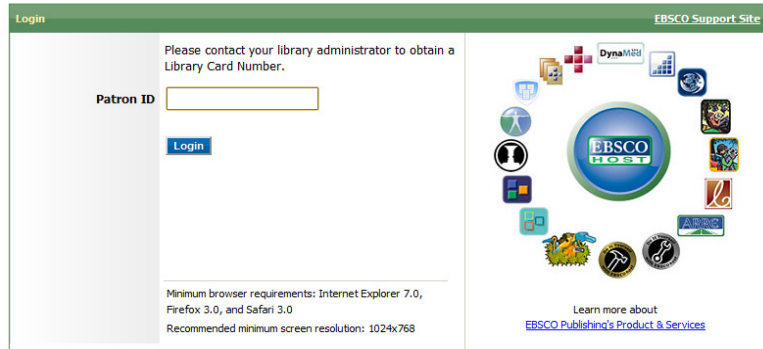 Login
EBSCO Support Site
Please contact your library administrator to obtain a
Library Card Number.
Patron ID
Login
DynaMed
EBSCO
HOST
Minimum browser requirements: Internet Explorer 7.0,
Firefox 3.0, and Safari 3.0
Recommended minimum screen resolution: 1024x768
Learn more about
EBSCO Publishing's Product & Services